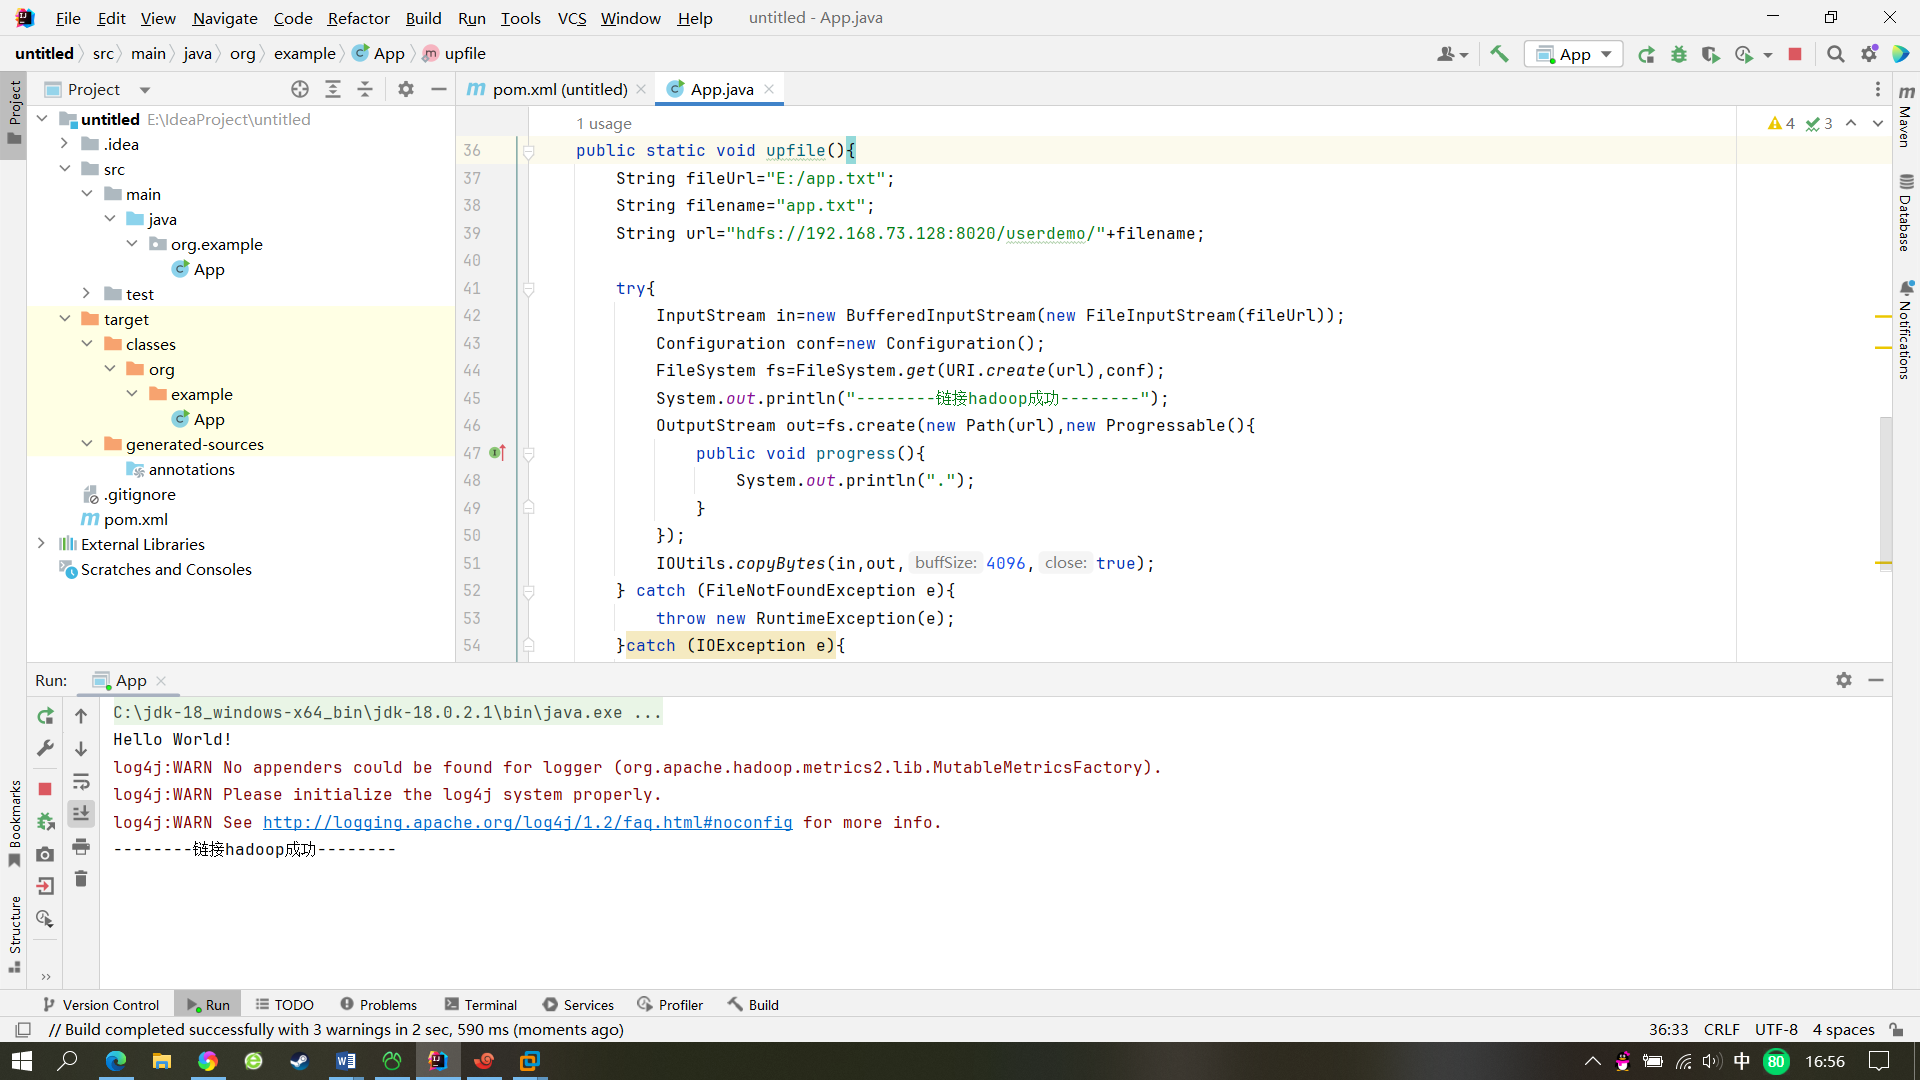 File Edit View Navigate Code Refactor Build Run Tools VCS Window Help untitled - App.java
untitled src main java org example App upfile App
Project pom.xml (untitled) App.java
Project
Maven
Database
Notifications
Bookmarks
Structure
untitled E:\IdeaProject\untitled
.idea
src
main
java
org.example
App
test
target
classes
org
example
App
generated-sources
annotations
.gitignore
pom.xml
External Libraries
Scratches and Consoles
1 usage
4 3
36 public static void upfile(){
37 String fileUrl="E:/app.txt";
38 String filename="app.txt";
39 String url="hdfs://192.168.73.128:8020/userdemo/"+filename;
40
41 try{
42 InputStream in=new BufferedInputStream(new FileInputStream(fileUrl));
43 Configuration conf=new Configuration();
44 FileSystem fs=FileSystem.get(URI.create(url),conf);
45 System.out.println("--------链接hadoop成功--------");
46 OutputStream out=fs.create(new Path(url),new Progressable(){
47 public void progress(){
48 System.out.println(".");
49 }
50 });
51 IOUtils.copyBytes(in,out, buffSize: 4096, close: true);
52 } catch (FileNotFoundException e){
53 throw new RuntimeException(e);
54 }catch (IOException e){
Run: App
C:\jdk-18_windows-x64_bin\jdk-18.0.2.1\bin\java.exe ...
Hello World!
log4j:WARN No appenders could be found for logger (org.apache.hadoop.metrics2.lib.MutableMetricsFactory).
log4j:WARN Please initialize the log4j system properly.
log4j:WARN See http://logging.apache.org/log4j/1.2/faq.html#noconfig for more info.
--------链接hadoop成功--------
Version Control Run TODO Problems Terminal Services Profiler Build
// Build completed successfully with 3 warnings in 2 sec, 590 ms (moments ago) 36:33 CRLF UTF-8 4 spaces
中 80 16:56